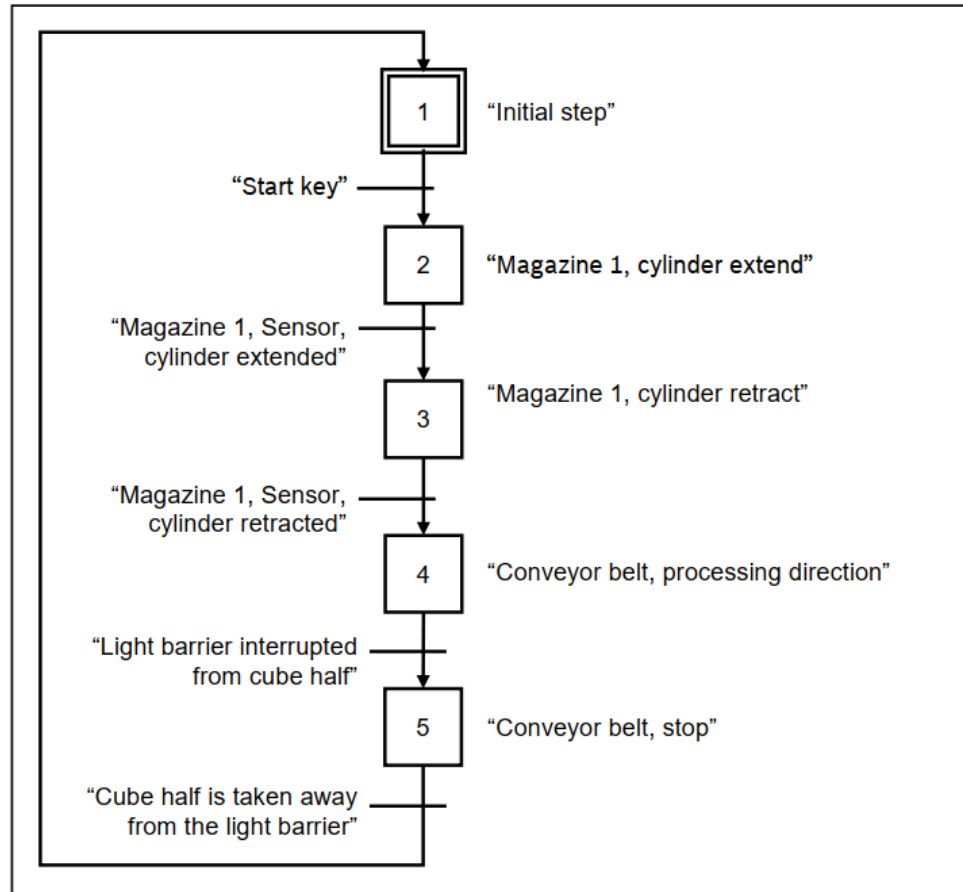 1
“Initial step”
“Start key”
2
“Magazine 1, cylinder extend”
“Magazine 1, Sensor,
cylinder extended”
3
“Magazine 1, cylinder retract”
“Magazine 1, Sensor,
cylinder retracted”
4
“Conveyor belt, processing direction”
“Light barrier interrupted
from cube half”
5
“Conveyor belt, stop”
“Cube half is taken away
from the light barrier”